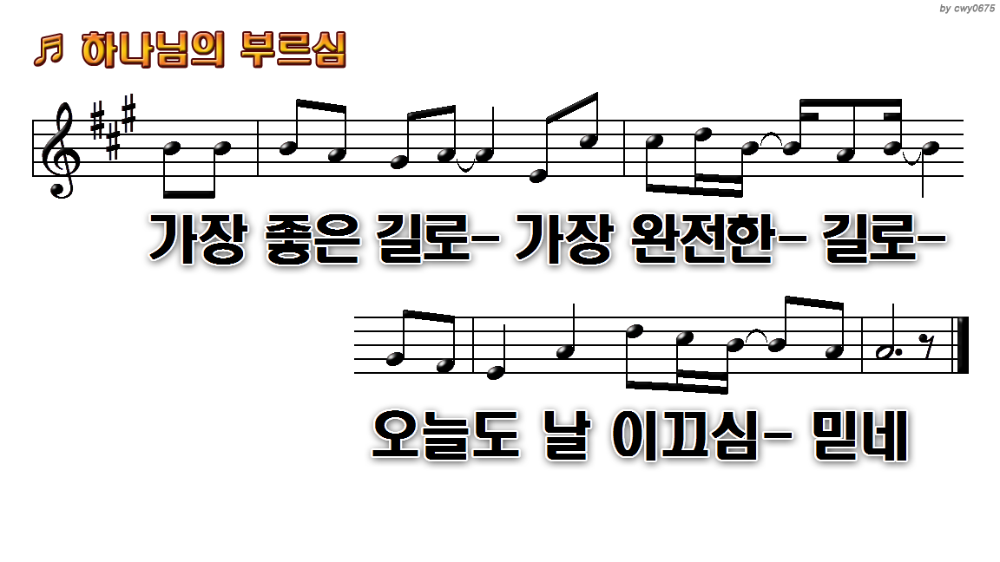 by cwy0675
♬ 하나님의 부르심
가장 좋은 길로- 가장 완전한- 길로-
오늘도 날 이끄심- 믿네